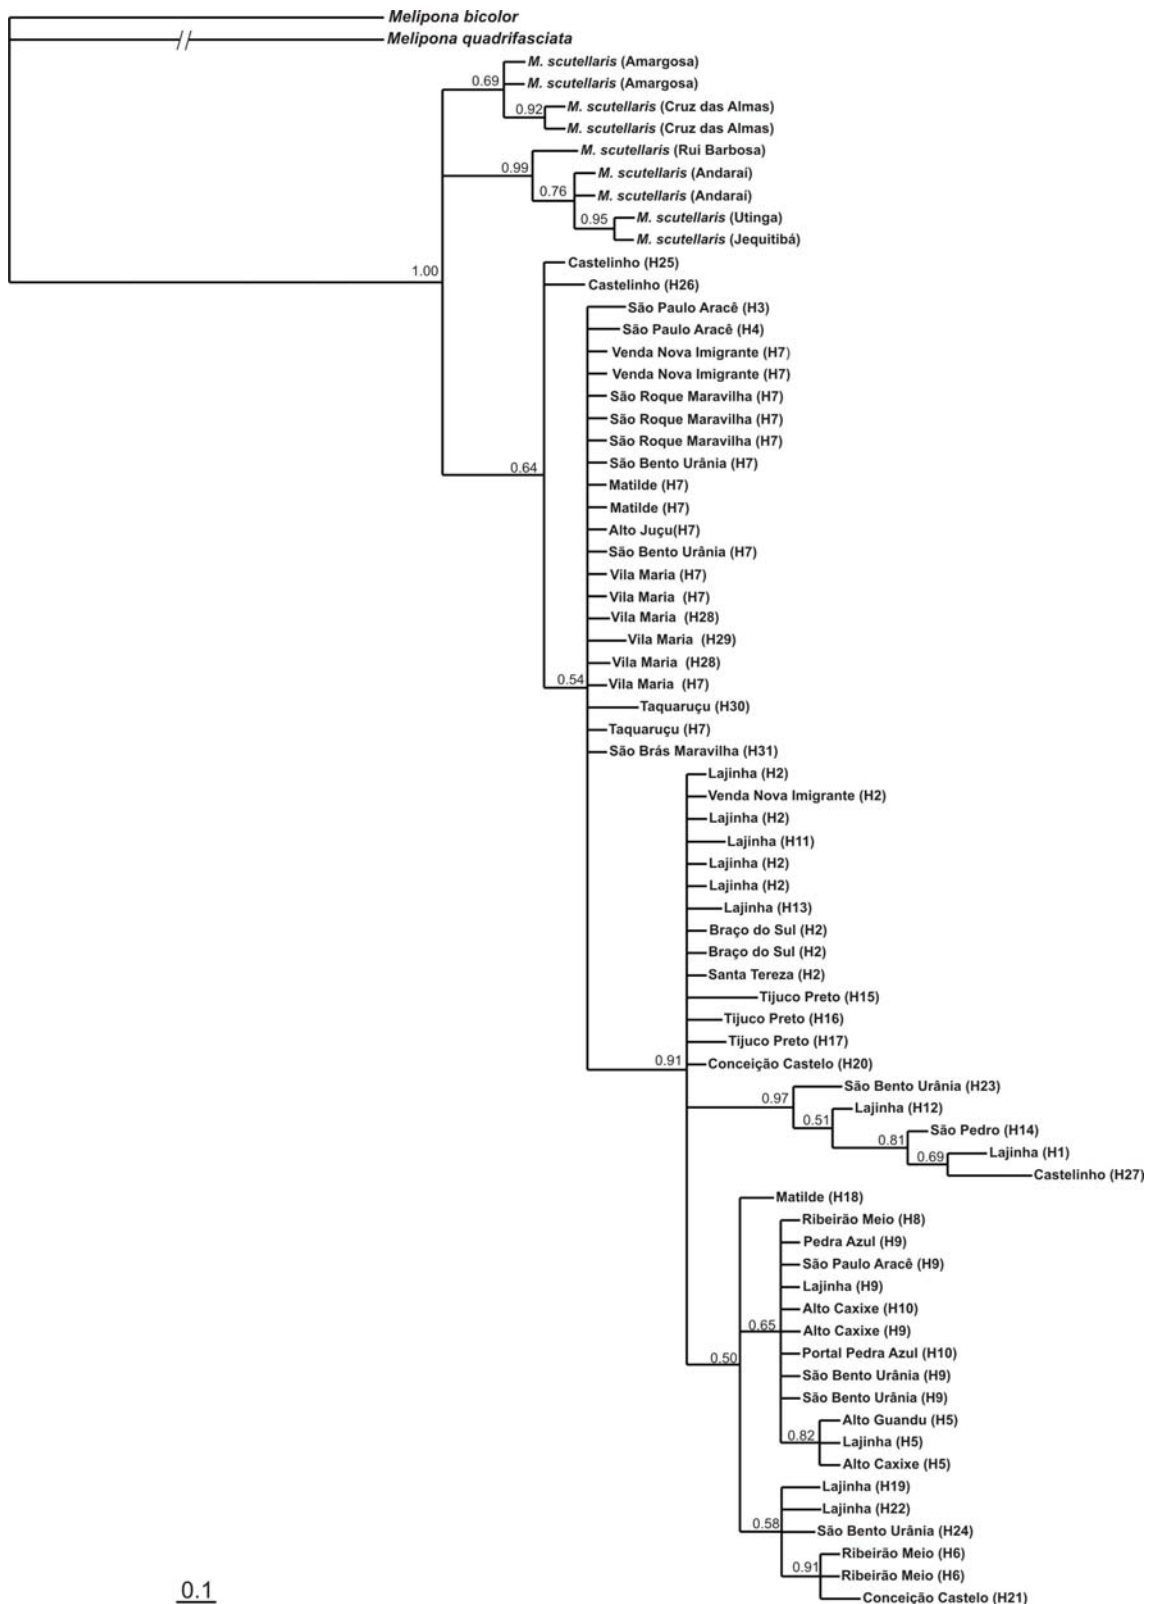 Melipona bicolor
Melipona quadrifasciata
M. scutellaris (Amargosa)
0.69
M. scutellaris (Amargosa)
0.92
M. scutellaris (Cruz das Almas)
M. scutellaris (Cruz das Almas)
M. scutellaris (Rui Barbosa)
0.99
M. scutellaris (Andaraí)
0.76
M. scutellaris (Andaraí)
0.95
M. scutellaris (Utinga)
M. scutellaris (Jequitibá)
Castelinho (H25)
1.00
Castelinho (H26)
São Paulo Aracê (H3)
São Paulo Aracê (H4)
Venda Nova Imigrante (H7)
Venda Nova Imigrante (H7)
São Roque Maravilha (H7)
São Roque Maravilha (H7)
São Roque Maravilha (H7)
0.64
São Bento Urânia (H7)
Matilde (H7)
Matilde (H7)
Alto Juçu(H7)
São Bento Urânia (H7)
Vila Maria (H7)
Vila Maria (H7)
Vila Maria (H28)
Vila Maria (H29)
Vila Maria (H28)
0.54
Vila Maria (H7)
Taquaruçu (H30)
Taquaruçu (H7)
São Brás Maravilha (H31)
Lajinha (H2)
Venda Nova Imigrante (H2)
Lajinha (H2)
Lajinha (H11)
Lajinha (H2)
Lajinha (H2)
Lajinha (H13)
Braço do Sul (H2)
Braço do Sul (H2)
Santa Tereza (H2)
Tijuco Preto (H15)
Tijuco Preto (H16)
Tijuco Preto (H17)
0.91
Conceição Castelo (H20)
São Bento Urânia (H23)
0.97
Lajinha (H12)
0.51
São Pedro (H14)
0.81
Lajinha (H1)
0.69
Castelinho (H27)
Matilde (H18)
Ribeirão Meio (H8)
Pedra Azul (H9)
São Paulo Aracê (H9)
Lajinha (H9)
Alto Caxixe (H10)
0.65
Alto Caxixe (H9)
Portal Pedra Azul (H10)
0.50
São Bento Urânia (H9)
São Bento Urânia (H9)
Alto Guandu (H5)
0.82
Lajinha (H5)
Alto Caxixe (H5)
Lajinha (H19)
Lajinha (H22)
0.58
São Bento Urânia (H24)
Ribeirão Meio (H6)
0.91
Ribeirão Meio (H6)
Conceição Castelo (H21)
0.1